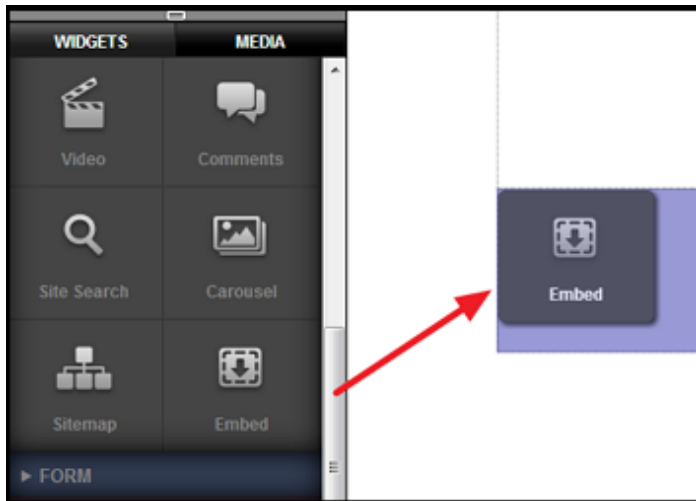 WIDGETS MEDIA
Video Comments
Embed
Site Search Carousel
Sitemap Embed
FORM